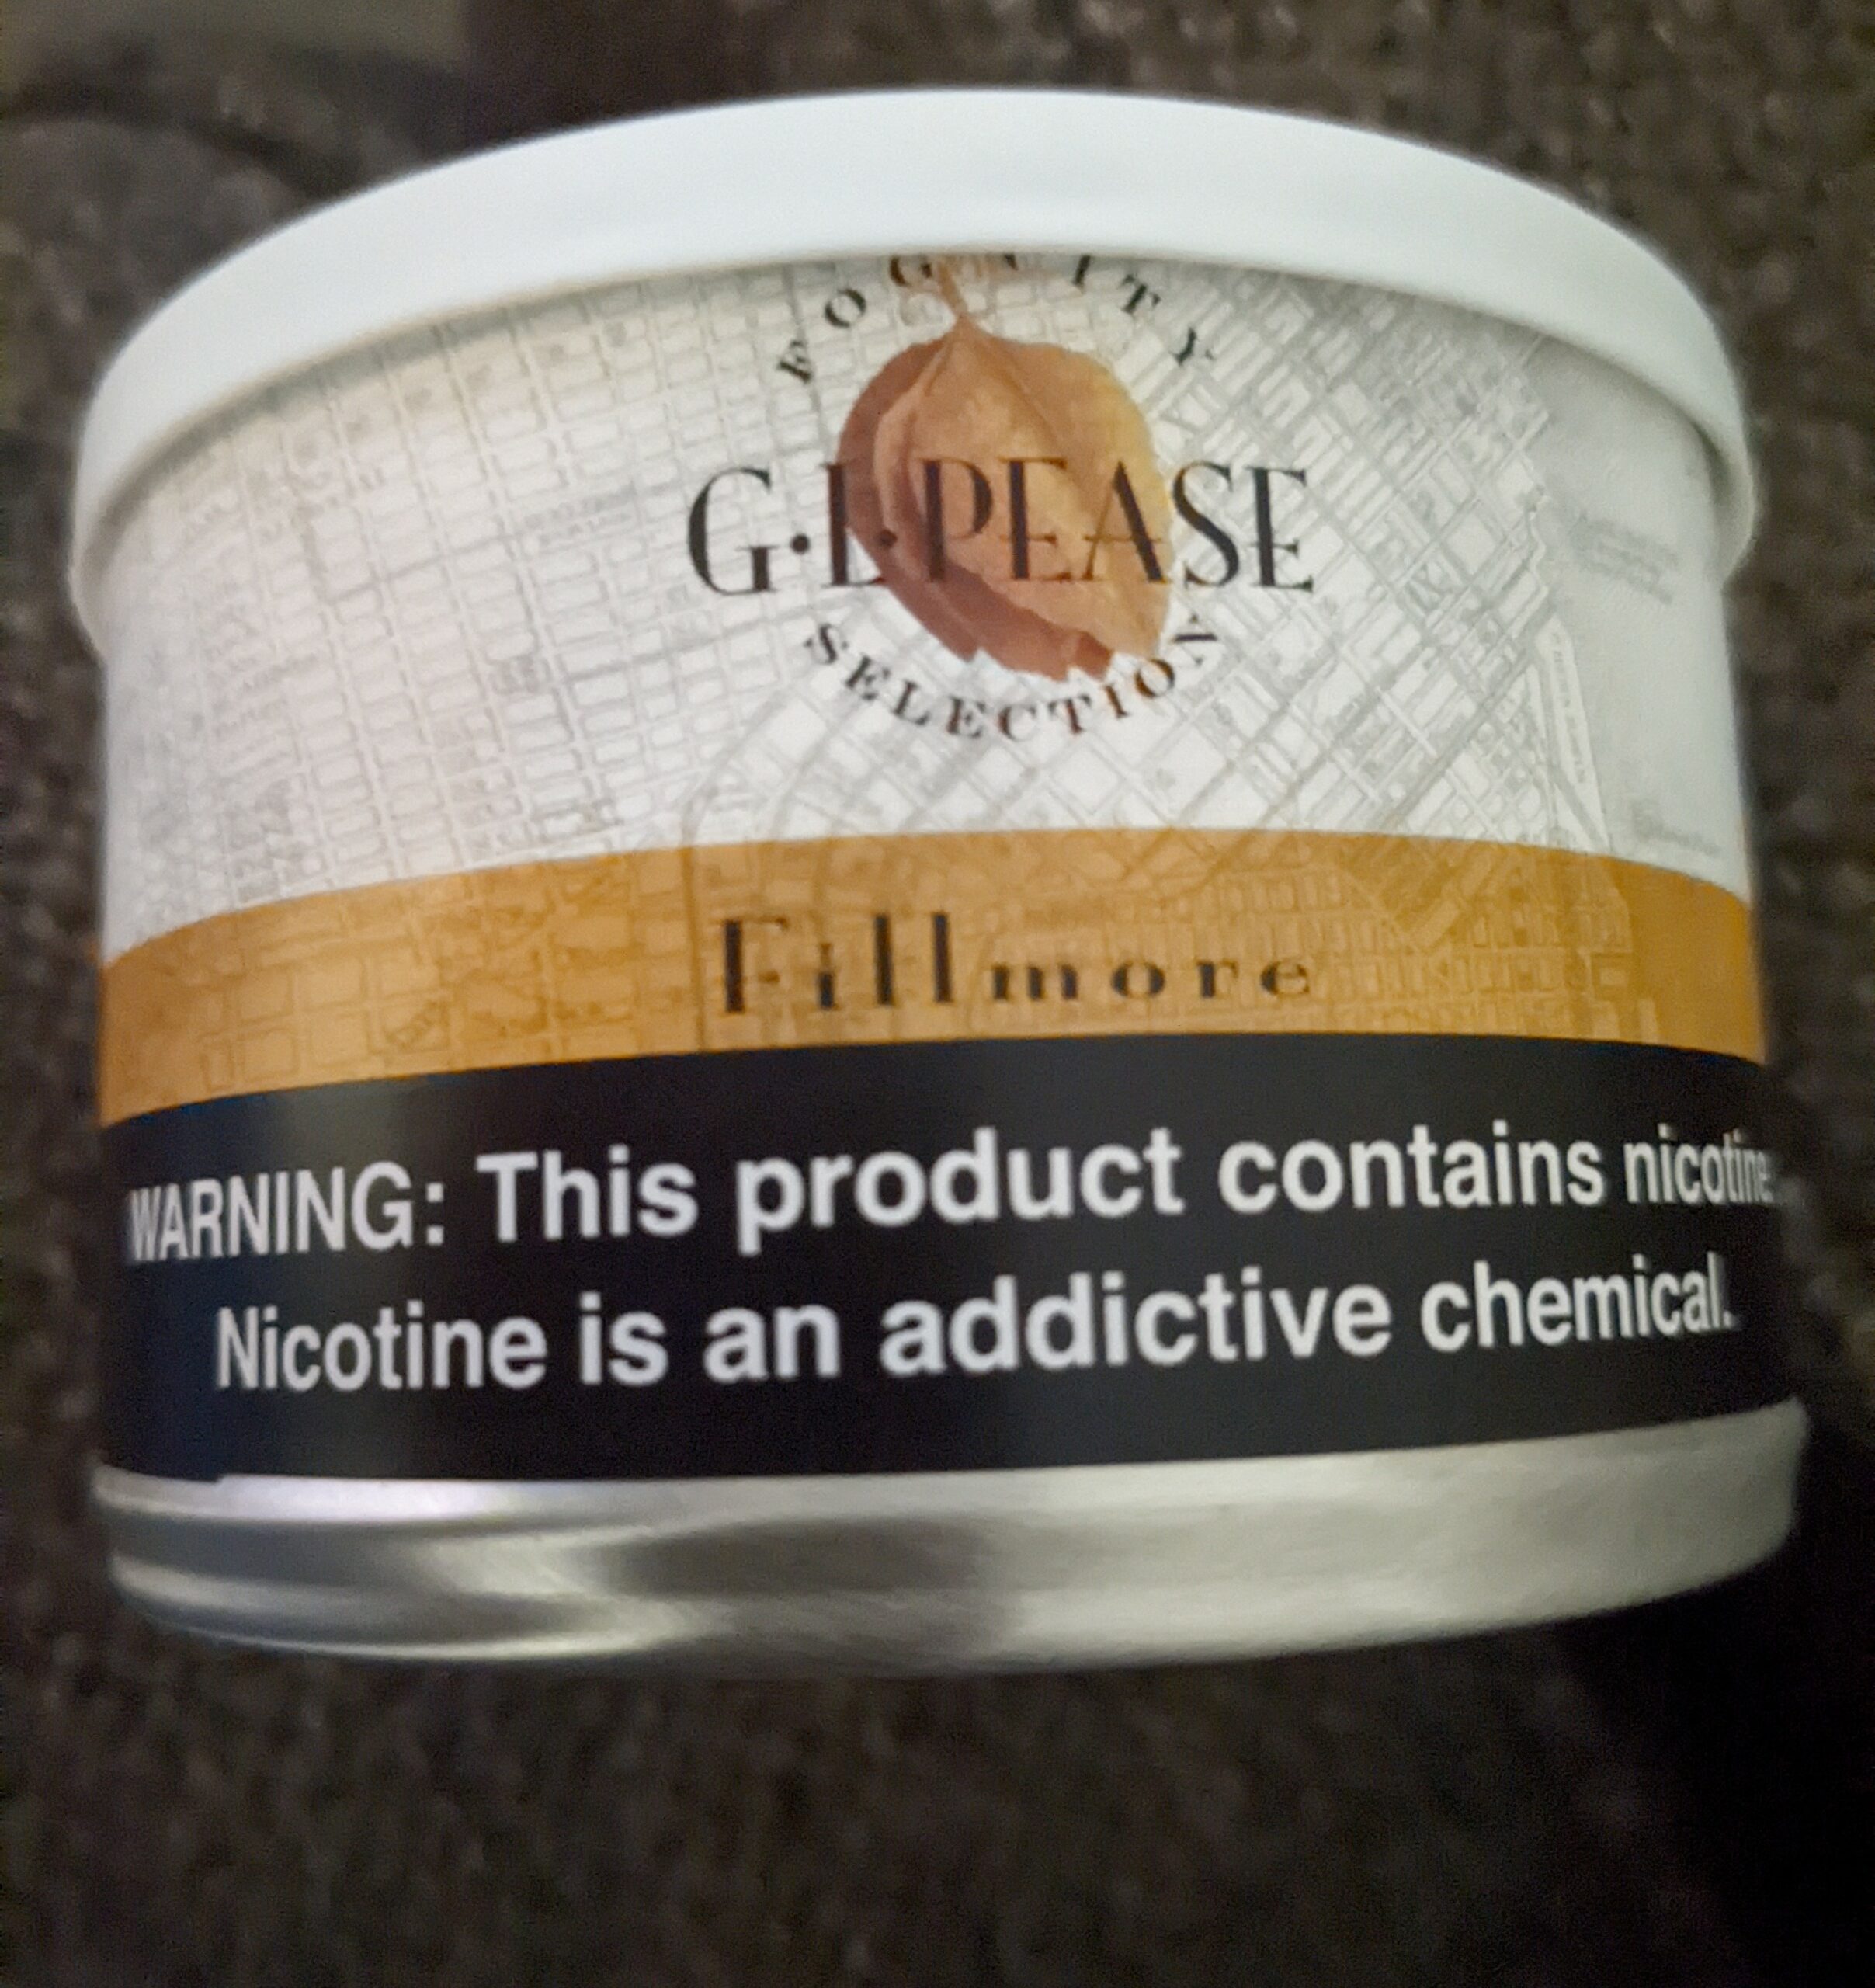 FOG CITY
G·L·PEASE
SELECTION
Fillmore
WARNING: This product contains nicotine.
Nicotine is an addictive chemical.